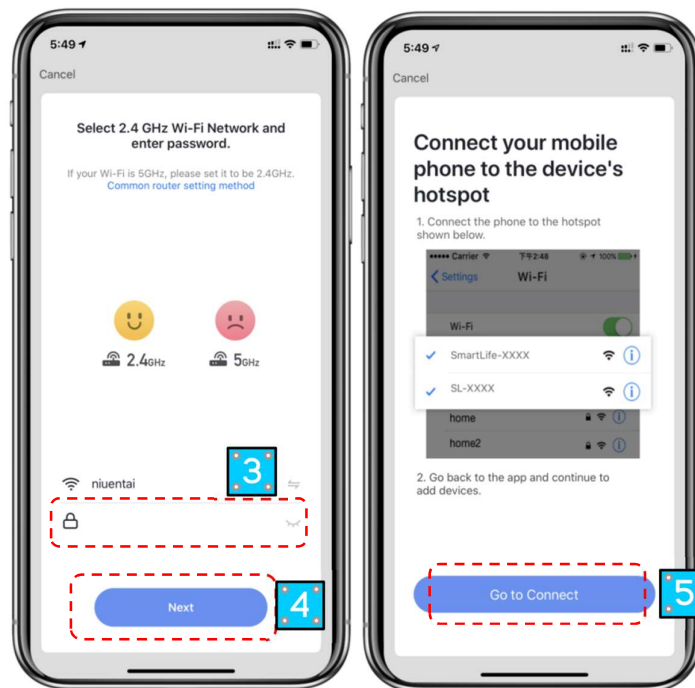 5:49
Cancel
Select 2.4 GHz Wi-Fi Network and
enter password.
If your Wi-Fi is 5GHz, please set it to be 2.4GHz.
Common router setting method
2.4GHz
5GHz
niuentai
3
Next
4
5:49
Cancel
Connect your mobile
phone to the device's
hotspot
1. Connect the phone to the hotspot
shown below.
Carrier 下午2:48 100%
Settings Wi-Fi
Wi-Fi
SmartLife-XXXX
SL-XXXX
home
home2
2. Go back to the app and continue to
add devices.
Go to Connect
5